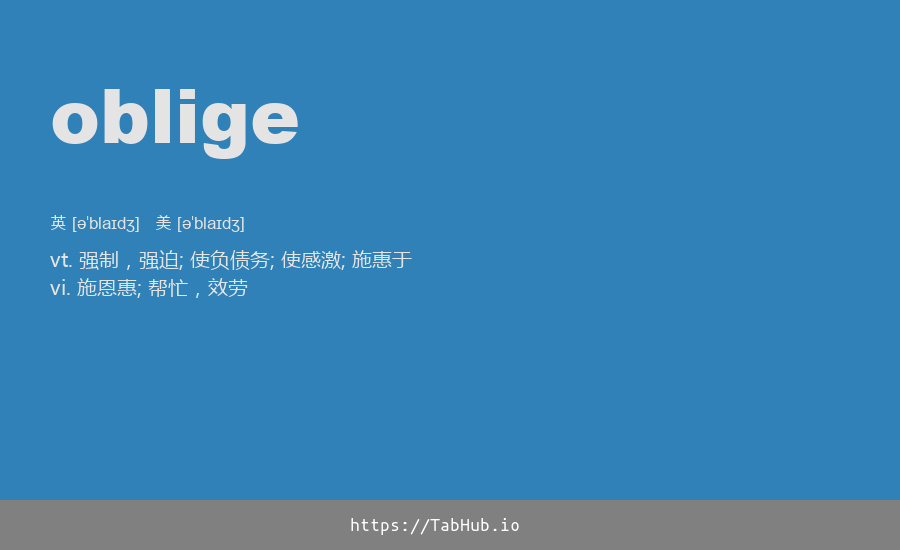 oblige
英 [ə'blaɪdʒ] 美 [ə'blaɪdʒ]
vt. 强制，强迫; 使负债务; 使感激; 施惠于
vi. 施恩惠; 帮忙，效劳
https://TabHub.io